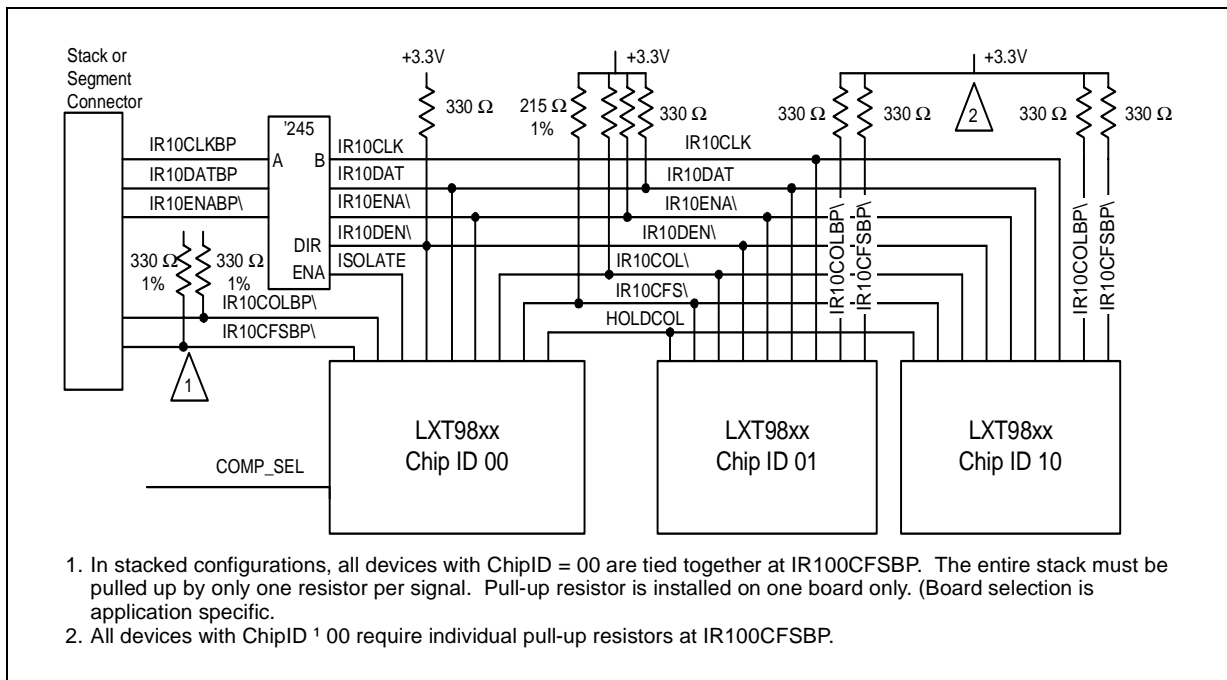 Stack or
Segment
Connector
+3.3V
+3.3V
+3.3V
330 Ω
215 Ω
1%
330 Ω
330 Ω
2
330 Ω
330 Ω
330 Ω
'245
A B
DIR
ENA
IR10CLKBP
IR10DATBP
IR10ENABP\
IR10CLK
IR10DAT
IR10ENA\
IR10DEN\
ISOLATE
IR10CLK
IR10DAT
IR10ENA\
IR10DEN\
IR10COL\
IR10CFS\
HOLDCOL
330 Ω
1%
330 Ω
1%
IR10COLBP\
IR10CFSBP\
1
IR10COLBP\
IR10CFSBP\
IR10COLBP\
IR10CFSBP\
LXT98xx
Chip ID 00
LXT98xx
Chip ID 01
LXT98xx
Chip ID 10
COMP_SEL
1. In stacked configurations, all devices with ChipID = 00 are tied together at IR100CFSBP. The entire stack must be
pulled up by only one resistor per signal. Pull-up resistor is installed on one board only. (Board selection is
application specific.
2. All devices with ChipID ¹ 00 require individual pull-up resistors at IR100CFSBP.